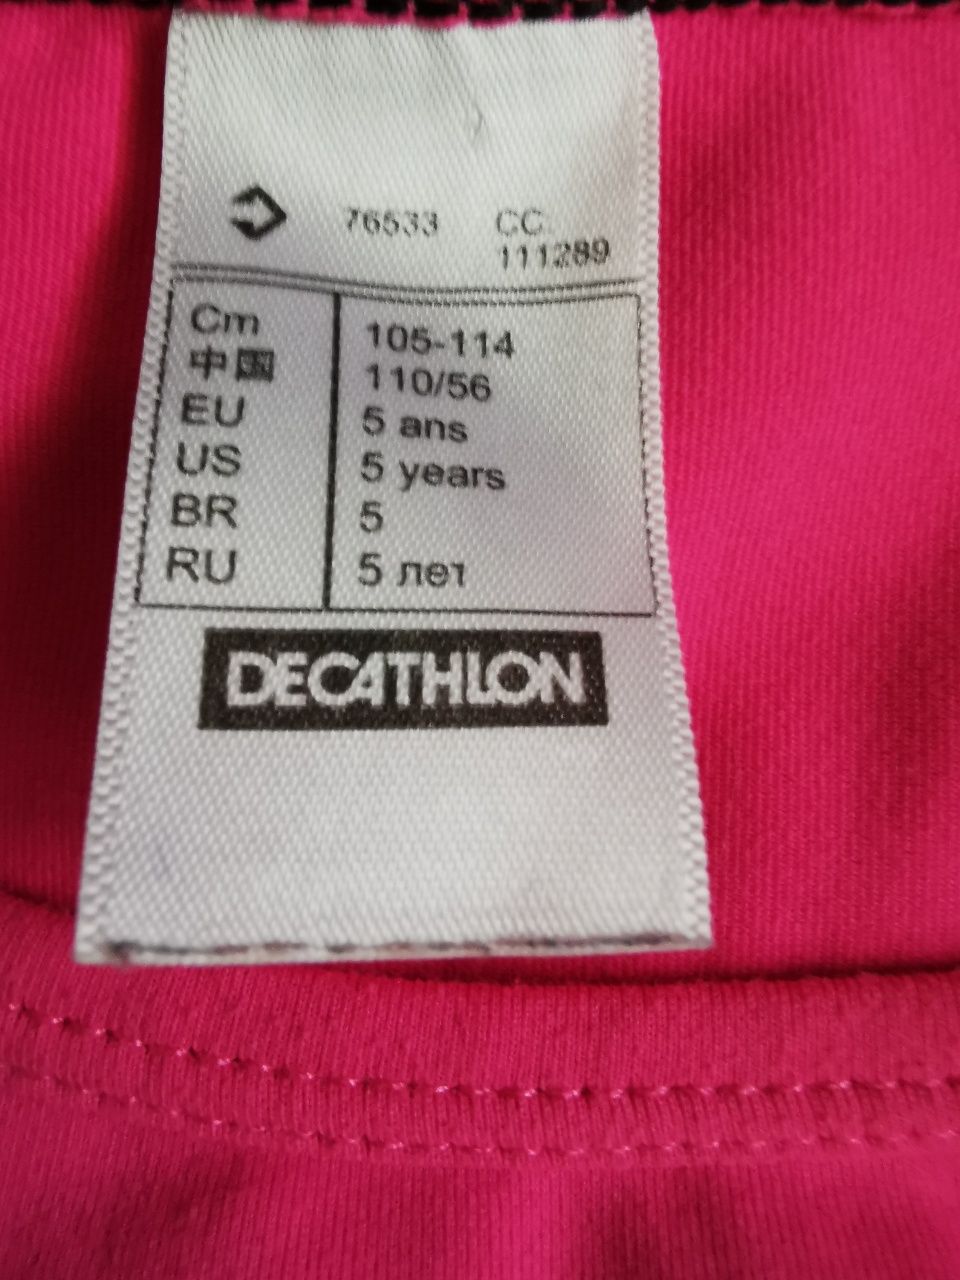 76533 CC:
111289
Cm 105-114
中国 110/56
EU 5 ans
US 5 years
BR 5
RU 5 лет
DECATHLON